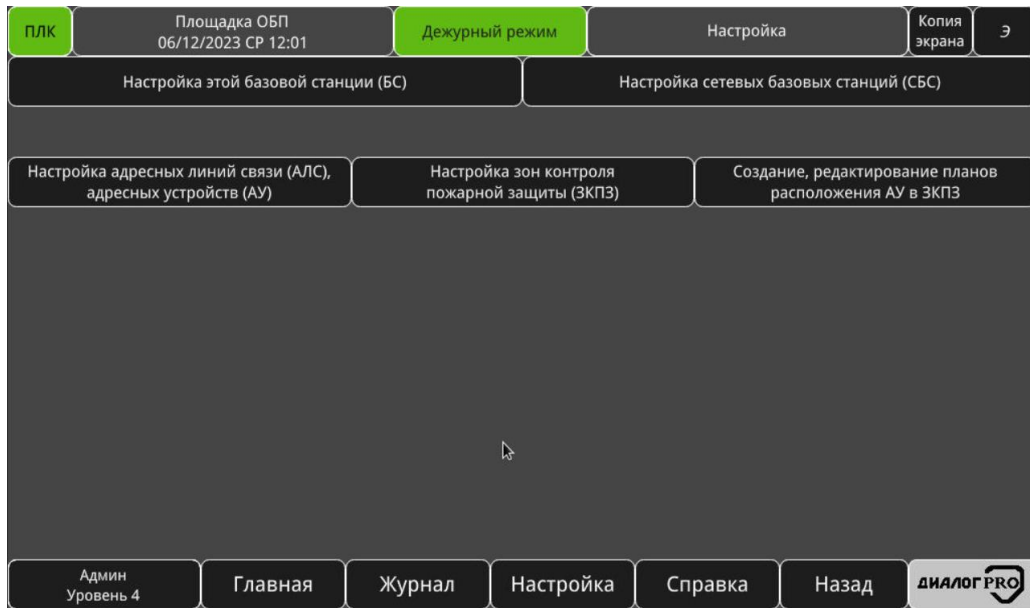 ПЛК
Площадка ОБП
06/12/2023 СР 12:01
Дежурный режим
Настройка
Копия
экрана
Э
Настройка этой базовой станции (БС)
Настройка сетевых базовых станций (СБС)
Настройка адресных линий связи (АЛС),
адресных устройств (АУ)
Настройка зон контроля
пожарной защиты (ЗКПЗ)
Создание, редактирование планов
расположения АУ в ЗКПЗ
Админ
Уровень 4
Главная
Журнал
Настройка
Справка
Назад
ДИАЛОГ PRO